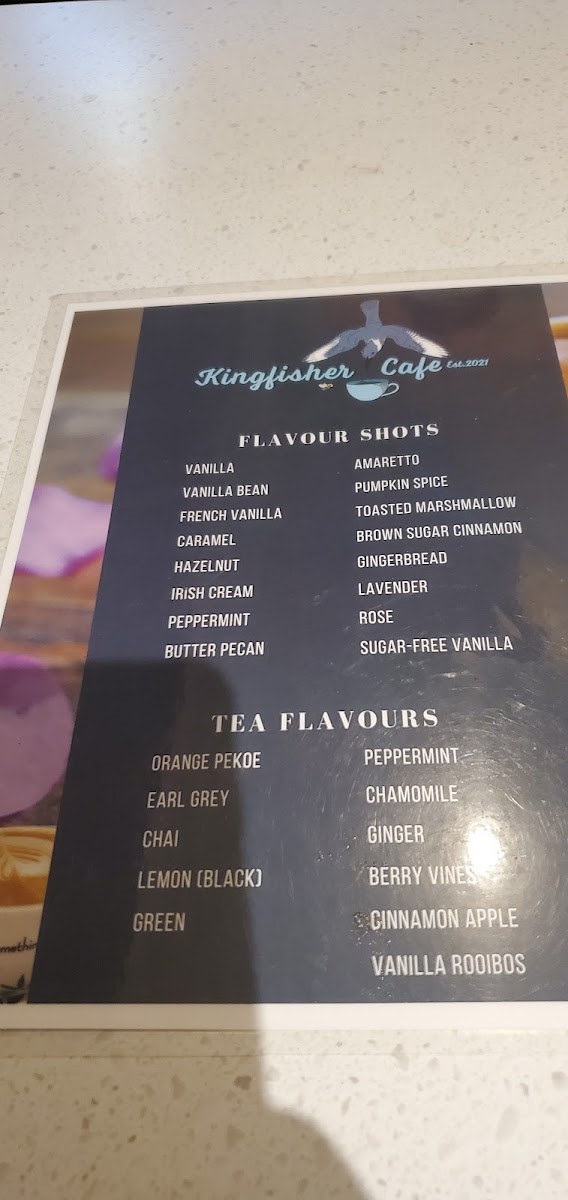 Kingfisher Cafe Est.2021
FLAVOUR SHOTS
VANILLA
VANILLA BEAN
FRENCH VANILLA
CARAMEL
HAZELNUT
IRISH CREAM
PEPPERMINT
BUTTER PECAN
AMARETTO
PUMPKIN SPICE
TOASTED MARSHMALLOW
BROWN SUGAR CINNAMON
GINGERBREAD
LAVENDER
ROSE
SUGAR-FREE VANILLA
TEA FLAVOURS
ORANGE PEKOE
EARL GREY
CHAI
LEMON (BLACK)
GREEN
PEPPERMINT
CHAMOMILE
GINGER
BERRY VINES
CINNAMON APPLE
VANILLA ROOIBOS